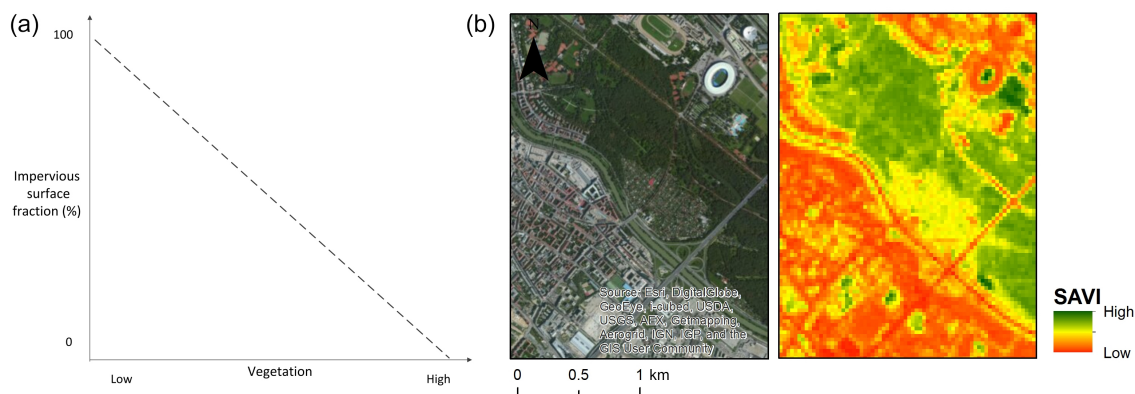 (a)
100
Impervious
surface
fraction (%)
0
Low
Vegetation
High
(b)
N
Source: Esri, DigitalGlobe,
GeoEye, i-cubed, USDA,
USGS, AEX, Getmapping,
Aerogrid, IGN, IGP, and the
GIS User Community
0 0.5 1 km
SAVI
High
Low